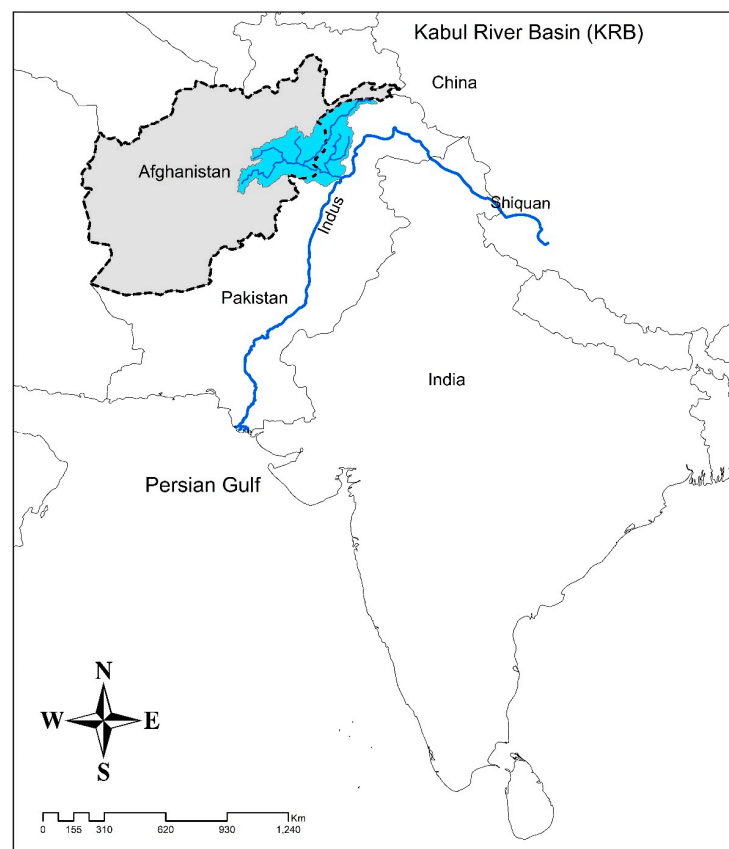 Kabul River Basin (KRB)
China
Afghanistan
Shiquan
Indus
Pakistan
India
Persian Gulf
N
W E
S
Km
0 155 310 620 930 1,240